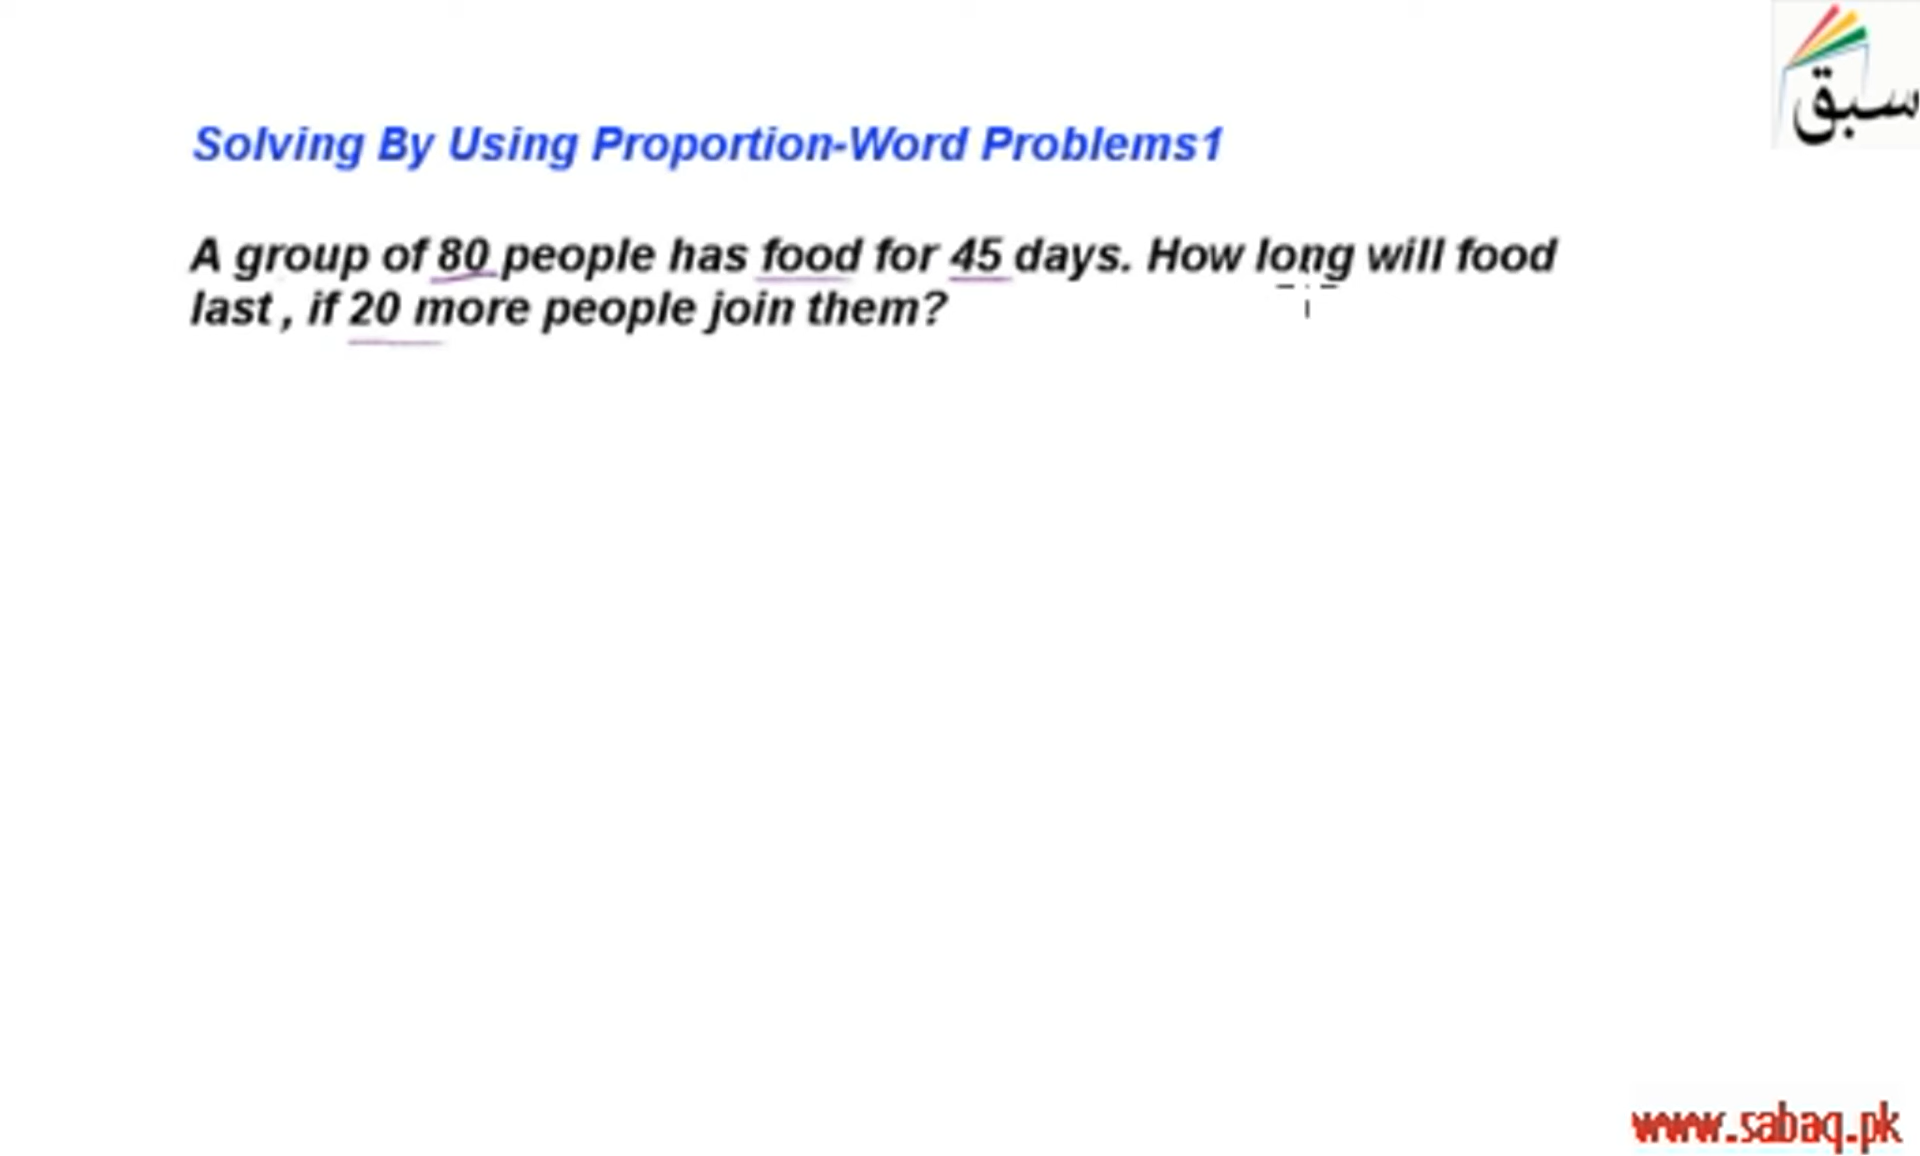 سبق
Solving By Using Proportion-Word Problems1
A group of 80 people has food for 45 days. How long will food
last , if 20 more people join them?
www.sabaq.pk